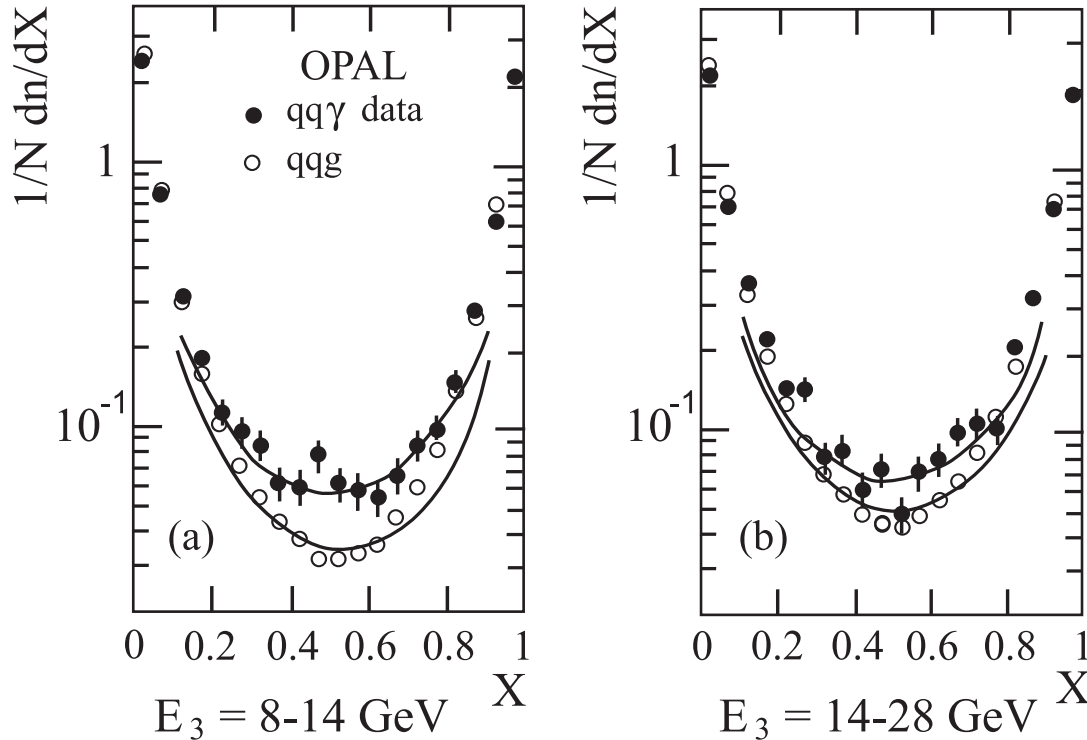 1/N dn/dX
OPAL
qqγ data
qqg
1
10-1
(a)
0 0.2 0.4 0.6 0.8 1
X
E3 = 8-14 GeV
1/N dn/dX
1
10-1
(b)
0 0.2 0.4 0.6 0.8 1
X
E3 = 14-28 GeV